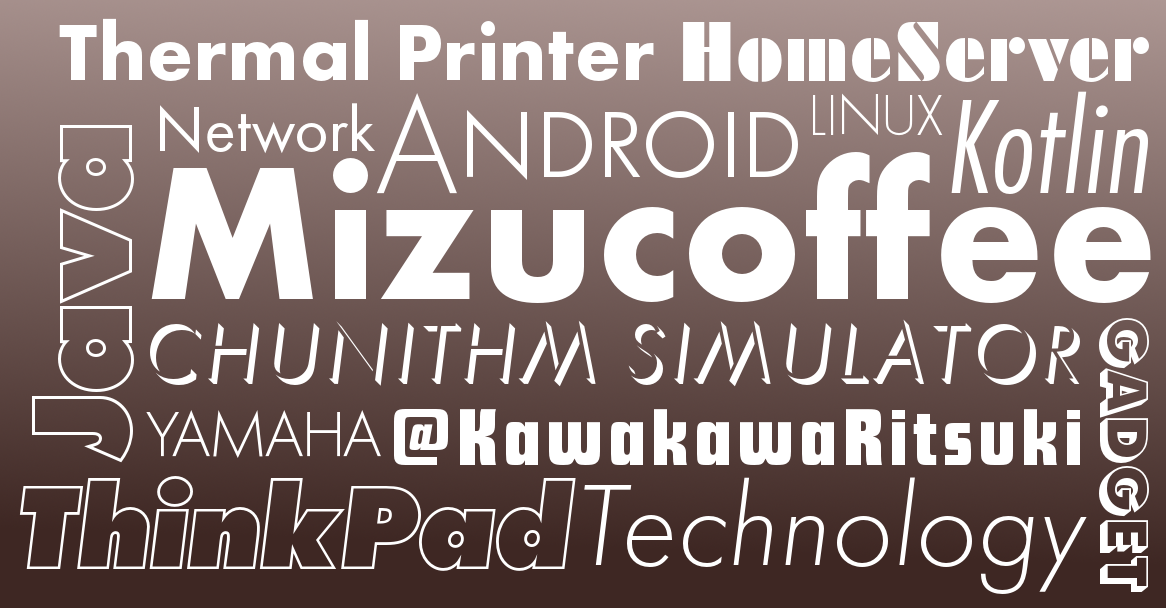 Thermal Printer HomeServer
Network ANDROID LINUX Kotlin
Java
Mizucoffee
CHUNITHM SIMULATOR
GADGET
YAMAHA @KawakawaRitsuki
ThinkPad Technology